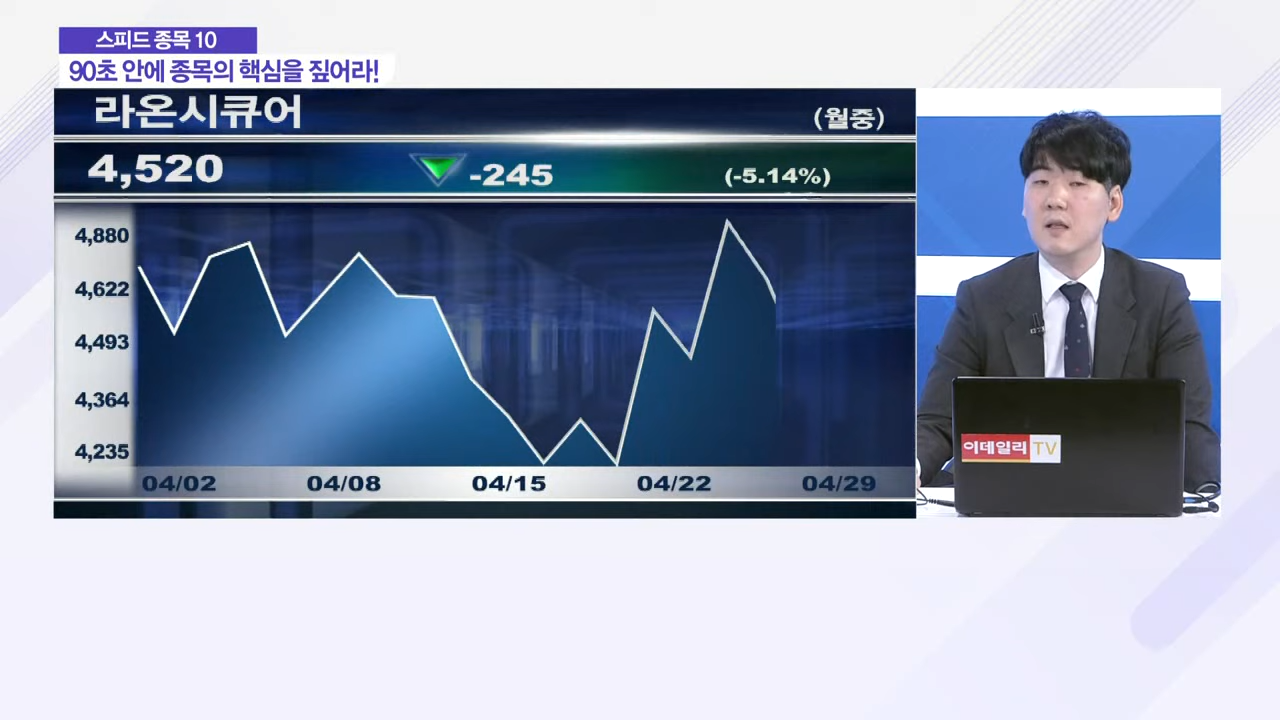 스피드 종목 10
90초 안에 종목의 핵심을 짚어라!
라온시큐어 (월중)
4,520 -245 (-5.14%)
4,880
4,622
4,493
4,364
4,235
04/02 04/08 04/15 04/22 04/29
이데일리 TV